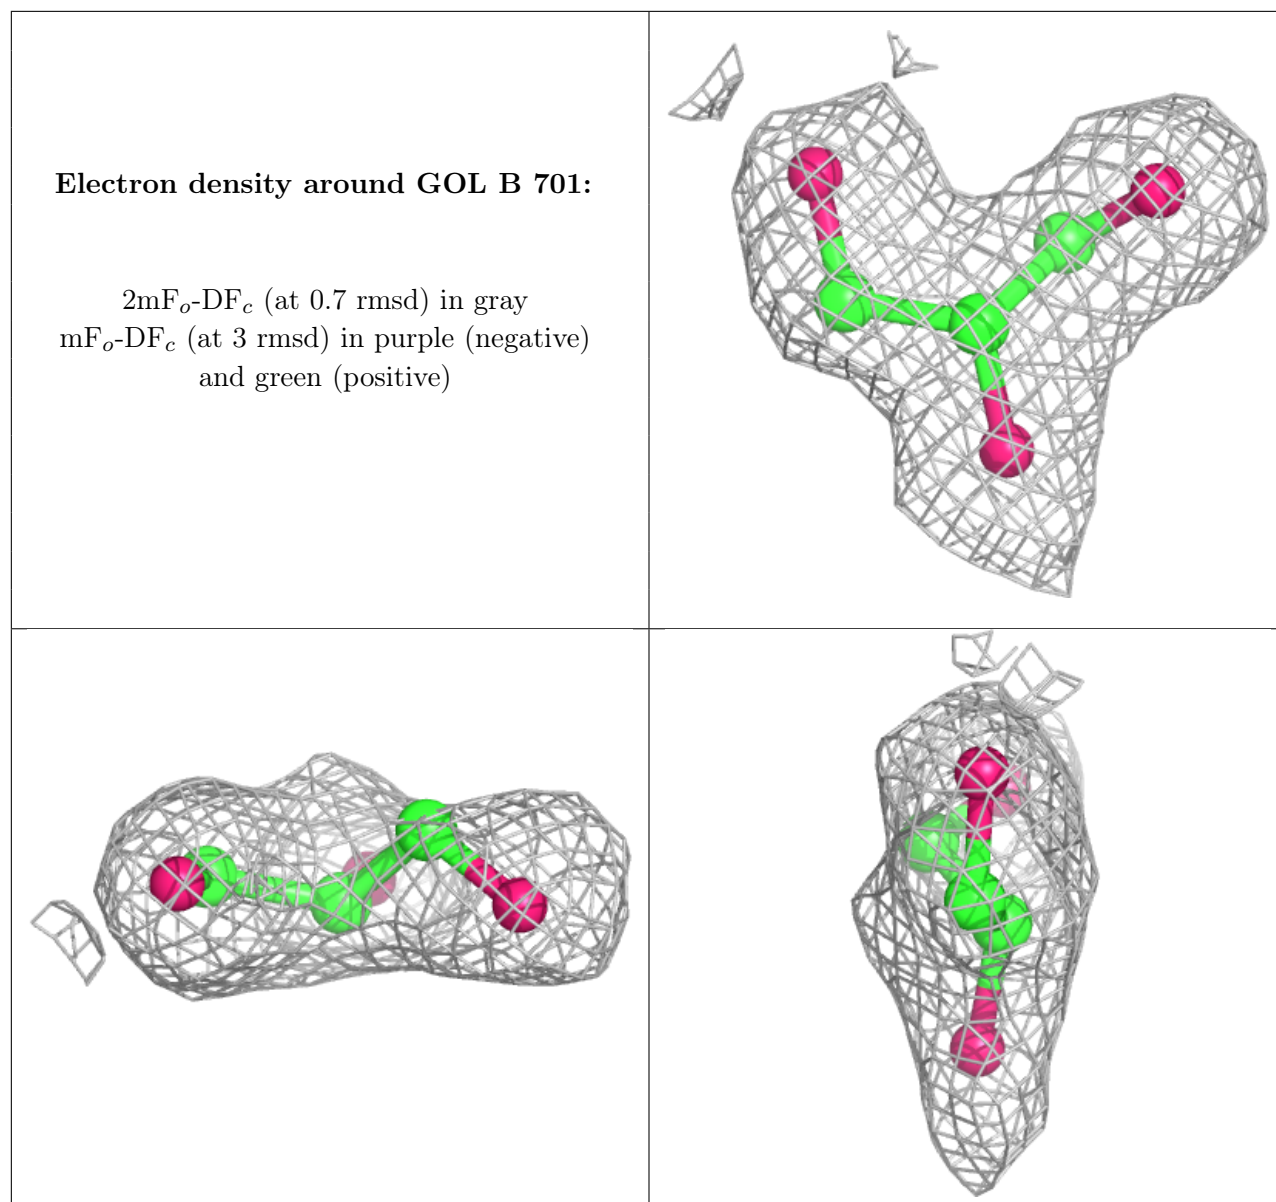 Electron density around GOL B 701:
2mFo-DFc (at 0.7 rmsd) in gray
mFo-DFc (at 3 rmsd) in purple (negative)
and green (positive)